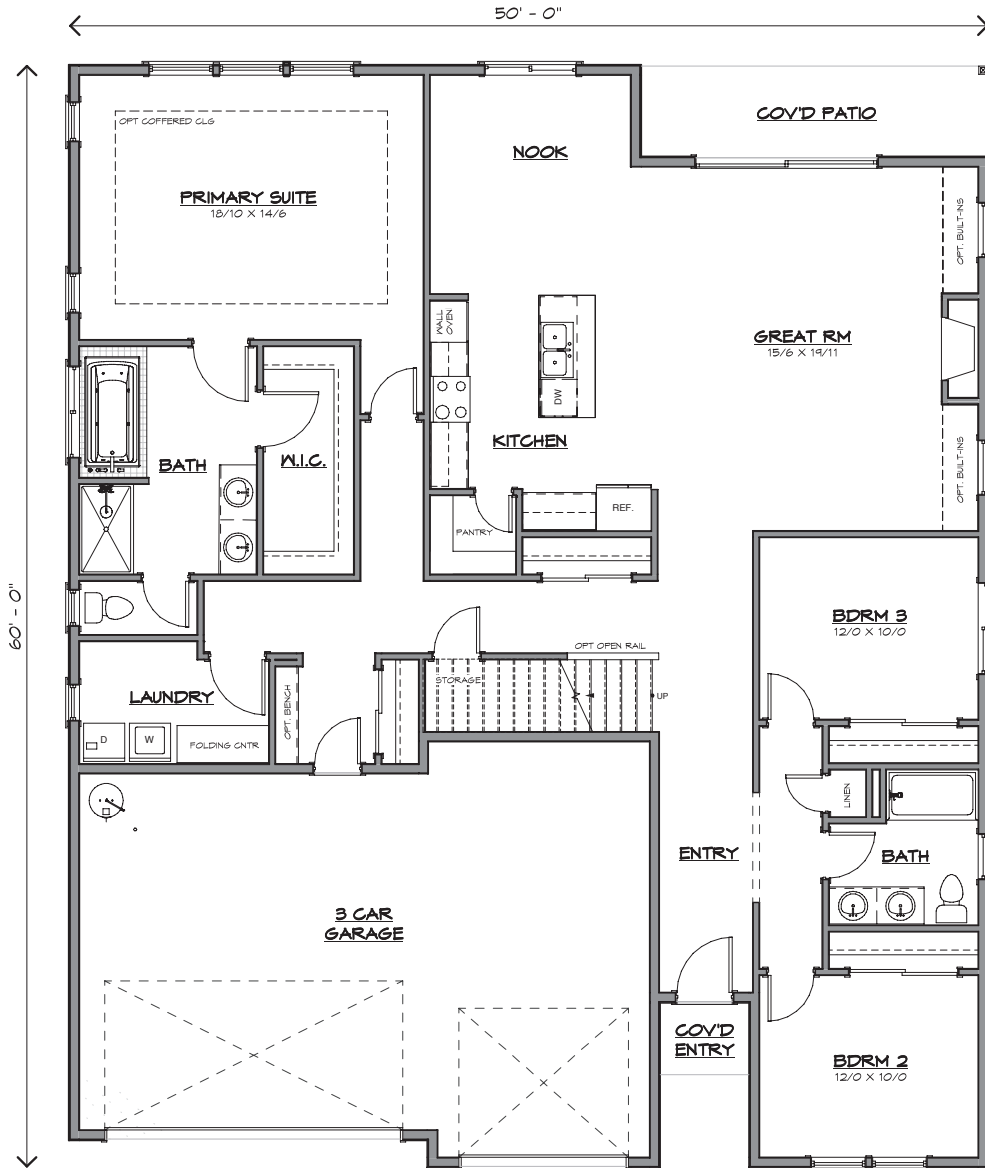 50' - 0"
OPT COFFERED CLG
COV'D PATIO
NOOK
PRIMARY SUITE
18/10 X 14/6
OPT. BUILT-INS
WALL
OVEN
GREAT RM
15/6 X 19/11
DW
KITCHEN
BATH
W.I.C.
OPT. BUILT-INS
REF.
PANTRY
60' - 0"
BDRM 3
12/0 X 10/0
OPT OPEN RAIL
STORAGE
UP
LAUNDRY
OPT. BENCH
D
W
FOLDING CNTR
LINEN
ENTRY
BATH
3 CAR
GARAGE
COV'D
ENTRY
BDRM 2
12/0 X 10/0